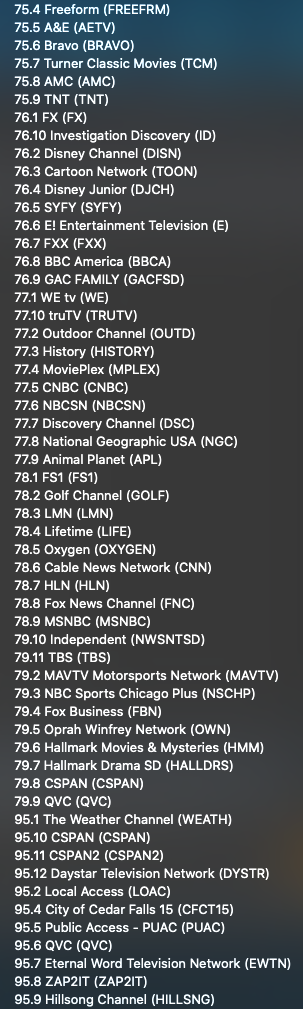 75.4 Freeform (FREEFRM)
75.5 A&E (AETV)
75.6 Bravo (BRAVO)
75.7 Turner Classic Movies (TCM)
75.8 AMC (AMC)
75.9 TNT (TNT)
76.1 FX (FX)
76.10 Investigation Discovery (ID)
76.2 Disney Channel (DISN)
76.3 Cartoon Network (TOON)
76.4 Disney Junior (DJCH)
76.5 SYFY (SYFY)
76.6 E! Entertainment Television (E)
76.7 FXX (FXX)
76.8 BBC America (BBCA)
76.9 GAC FAMILY (GACFSD)
77.1 WE tv (WE)
77.10 truTV (TRUTV)
77.2 Outdoor Channel (OUTD)
77.3 History (HISTORY)
77.4 MoviePlex (MPLEX)
77.5 CNBC (CNBC)
77.6 NBCSN (NBCSN)
77.7 Discovery Channel (DSC)
77.8 National Geographic USA (NGC)
77.9 Animal Planet (APL)
78.1 FS1 (FS1)
78.2 Golf Channel (GOLF)
78.3 LMN (LMN)
78.4 Lifetime (LIFE)
78.5 Oxygen (OXYGEN)
78.6 Cable News Network (CNN)
78.7 HLN (HLN)
78.8 Fox News Channel (FNC)
78.9 MSNBC (MSNBC)
79.10 Independent (NWSNTSD)
79.11 TBS (TBS)
79.2 MAVTV Motorsports Network (MAVTV)
79.3 NBC Sports Chicago Plus (NSCHP)
79.4 Fox Business (FBN)
79.5 Oprah Winfrey Network (OWN)
79.6 Hallmark Movies & Mysteries (HMM)
79.7 Hallmark Drama SD (HALLDRS)
79.8 CSPAN (CSPAN)
79.9 QVC (QVC)
95.1 The Weather Channel (WEATH)
95.10 CSPAN (CSPAN)
95.11 CSPAN2 (CSPAN2)
95.12 Daystar Television Network (DYSTR)
95.2 Local Access (LOAC)
95.4 City of Cedar Falls 15 (CFCT15)
95.5 Public Access - PUAC (PUAC)
95.6 QVC (QVC)
95.7 Eternal Word Television Network (EWTN)
95.8 ZAP2IT (ZAP2IT)
95.9 Hillsong Channel (HILLSNG)